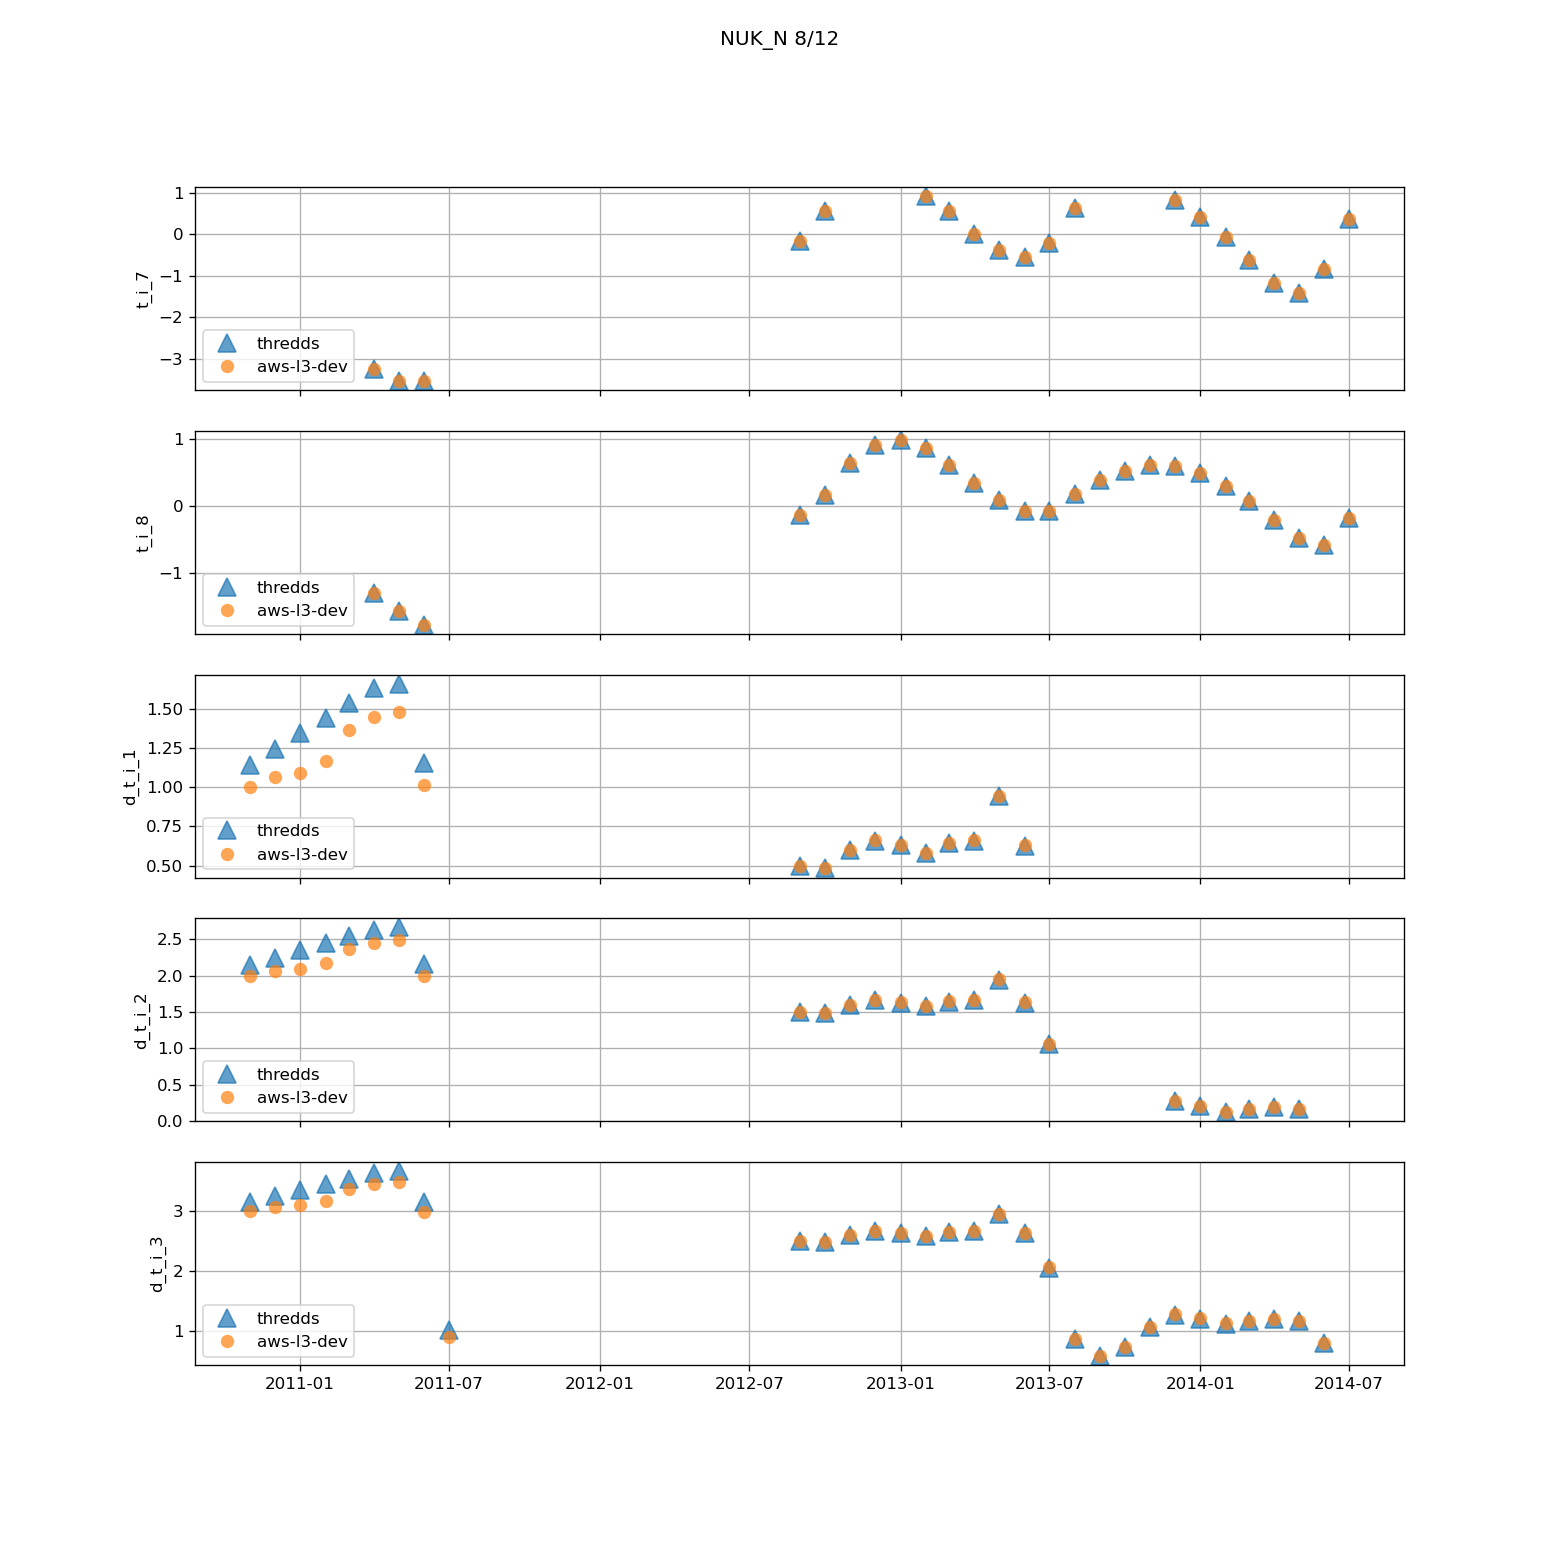 NUK_N 8/12
1
0
−1
−2
−3
t_i_7
thredds
aws-l3-dev
1
0
−1
t_i_8
thredds
aws-l3-dev
1.50
1.25
1.00
0.75
0.50
d_t_i_1
thredds
aws-l3-dev
2.5
2.0
1.5
1.0
0.5
0.0
d_t_i_2
thredds
aws-l3-dev
3
2
1
d_t_i_3
thredds
aws-l3-dev
2011-01 2011-07 2012-01 2012-07 2013-01 2013-07 2014-01 2014-07